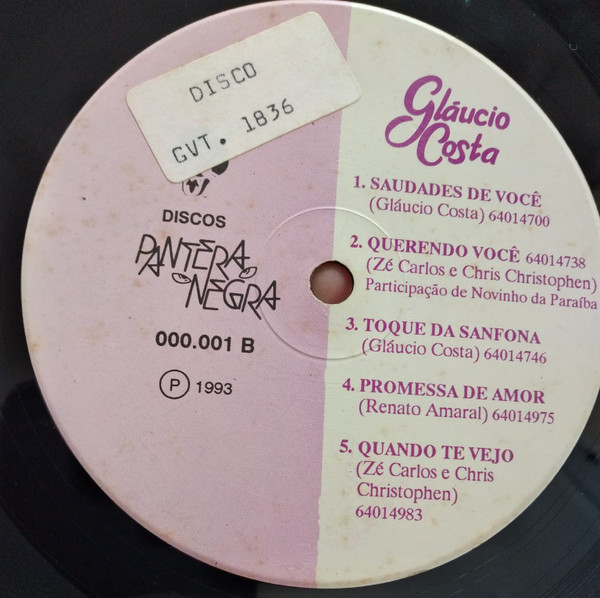 DISCO
GVT. 1836
DISCOS
PANTERA
NEGRA
000.001 B
P 1993
Gláucio
Costa
1. SAUDADES DE VOCÊ
(Gláucio Costa) 64014700
2. QUERENDO VOCÊ 64014738
(Zé Carlos e Chris Christophen)
Participação de Novinho da Paraíba
3. TOQUE DA SANFONA
(Gláucio Costa) 64014746
4. PROMESSA DE AMOR
(Renato Amaral) 64014975
5. QUANDO TE VEJO
(Zé Carlos e Chris
Christophen)
64014983